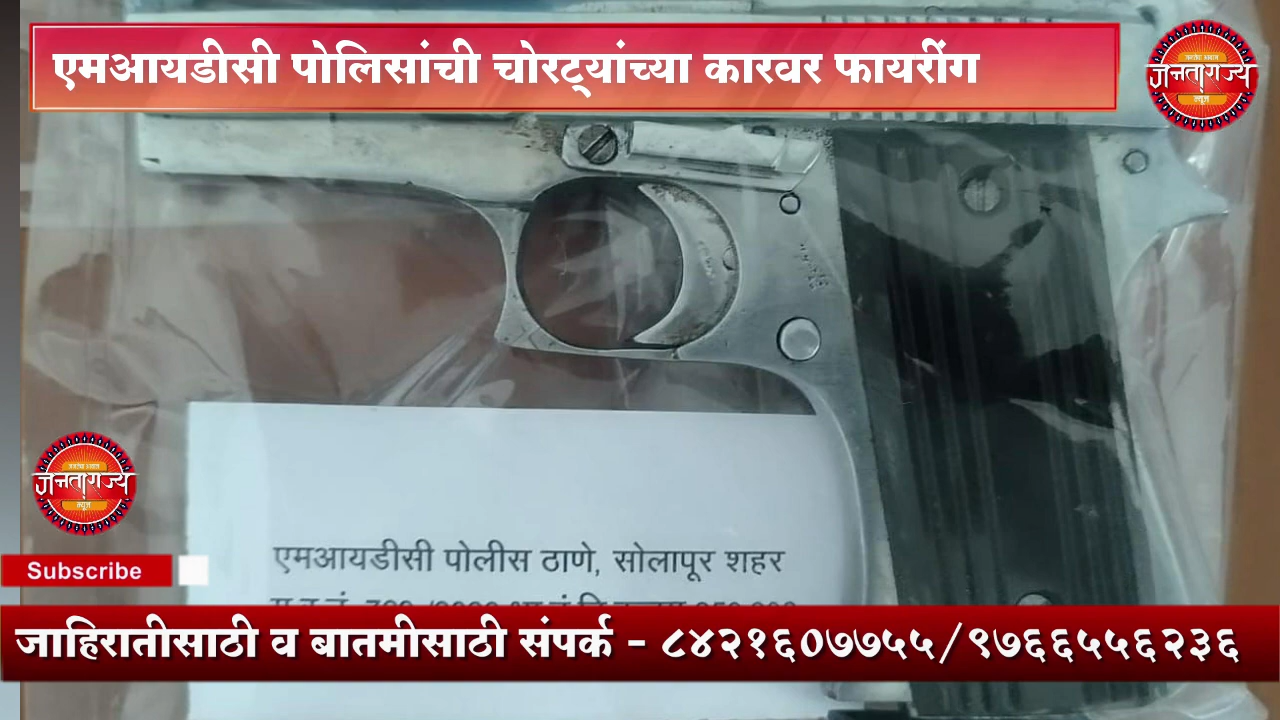 एमआयडीसी पोलिसांची चोरट्यांच्या कारवर फायरींग
जनताराज्य
जनताराज्य
न्यूज
एमआयडीसी पोलीस ठाणे, सोलापूर शहर
Subscribe
जाहिरातीसाठी व बातमीसाठी संपर्क - ८४२१६०७७५५/९७६६५५६२३६